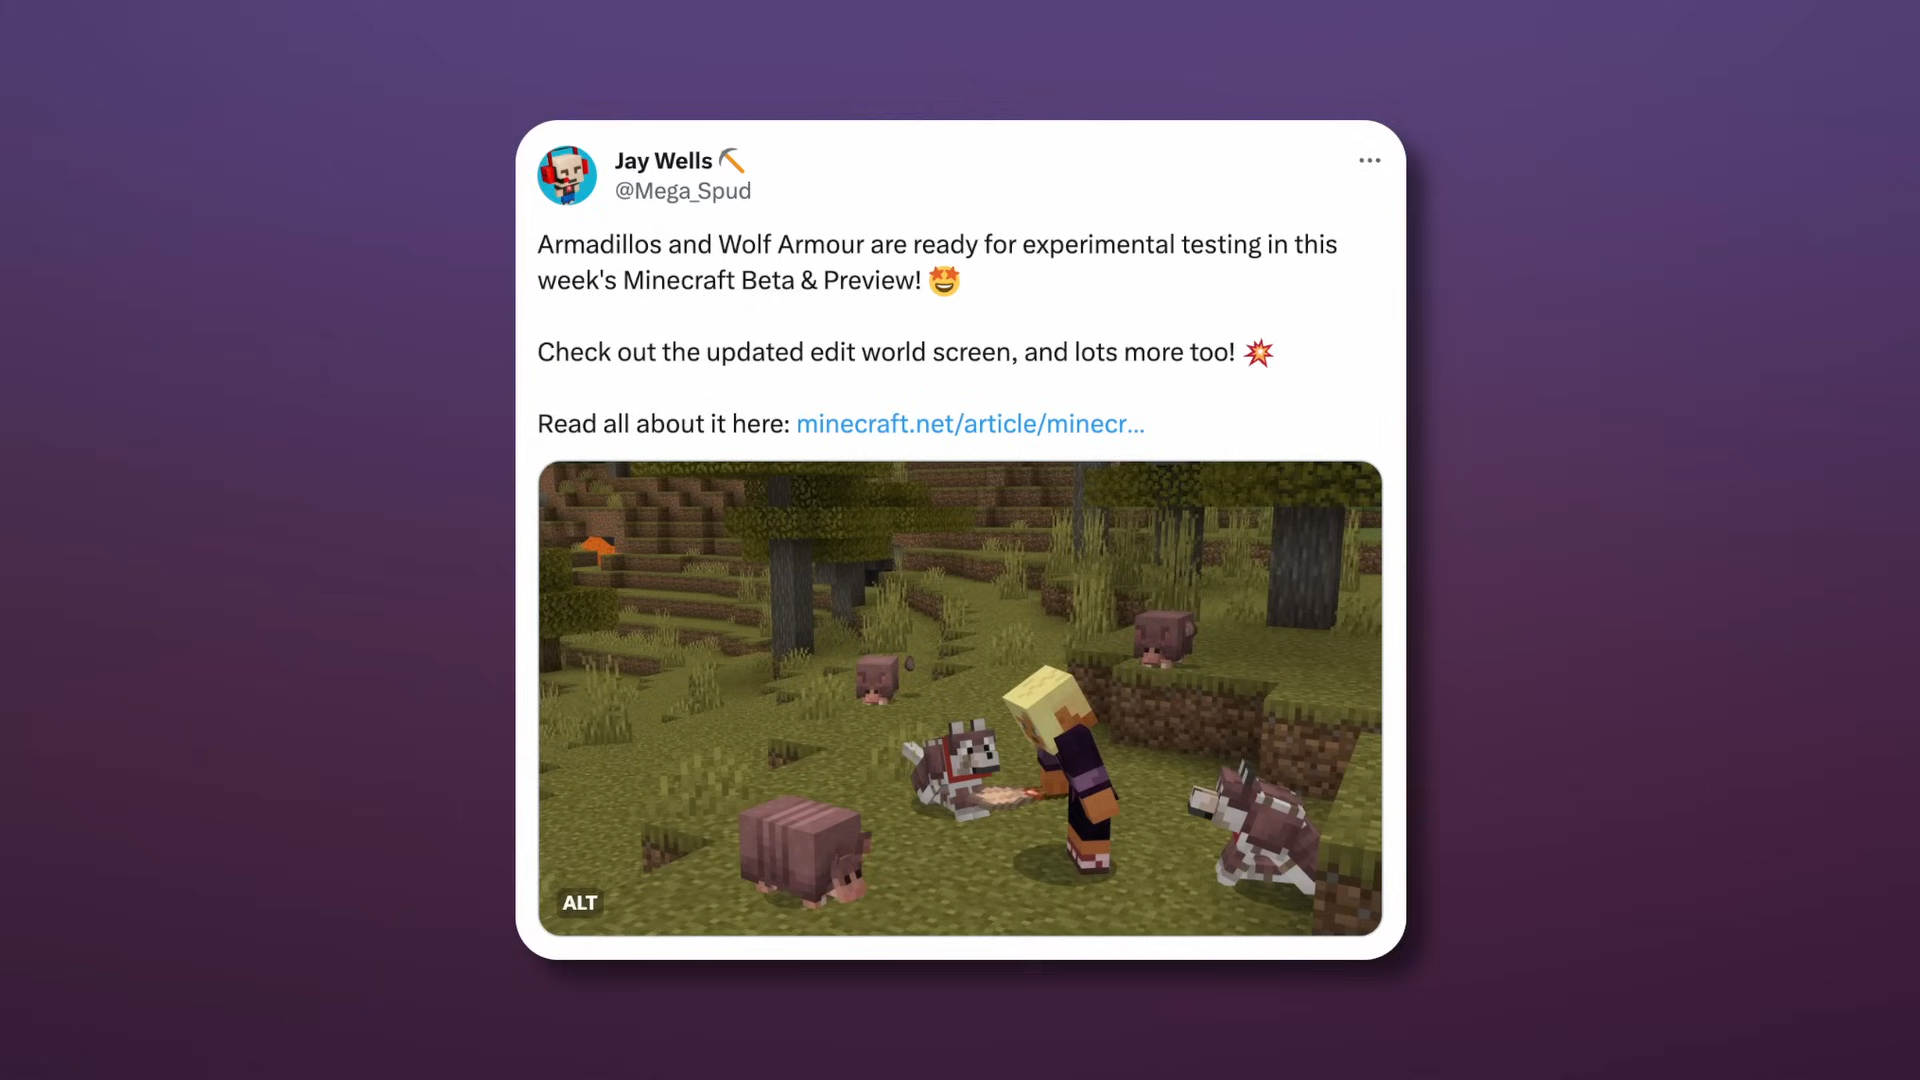 Jay Wells ⛏️
@Mega_Spud
Armadillos and Wolf Armour are ready for experimental testing in this
week's Minecraft Beta & Preview! 🤩
Check out the updated edit world screen, and lots more too! 💥
Read all about it here: minecraft.net/article/minecr...
ALT